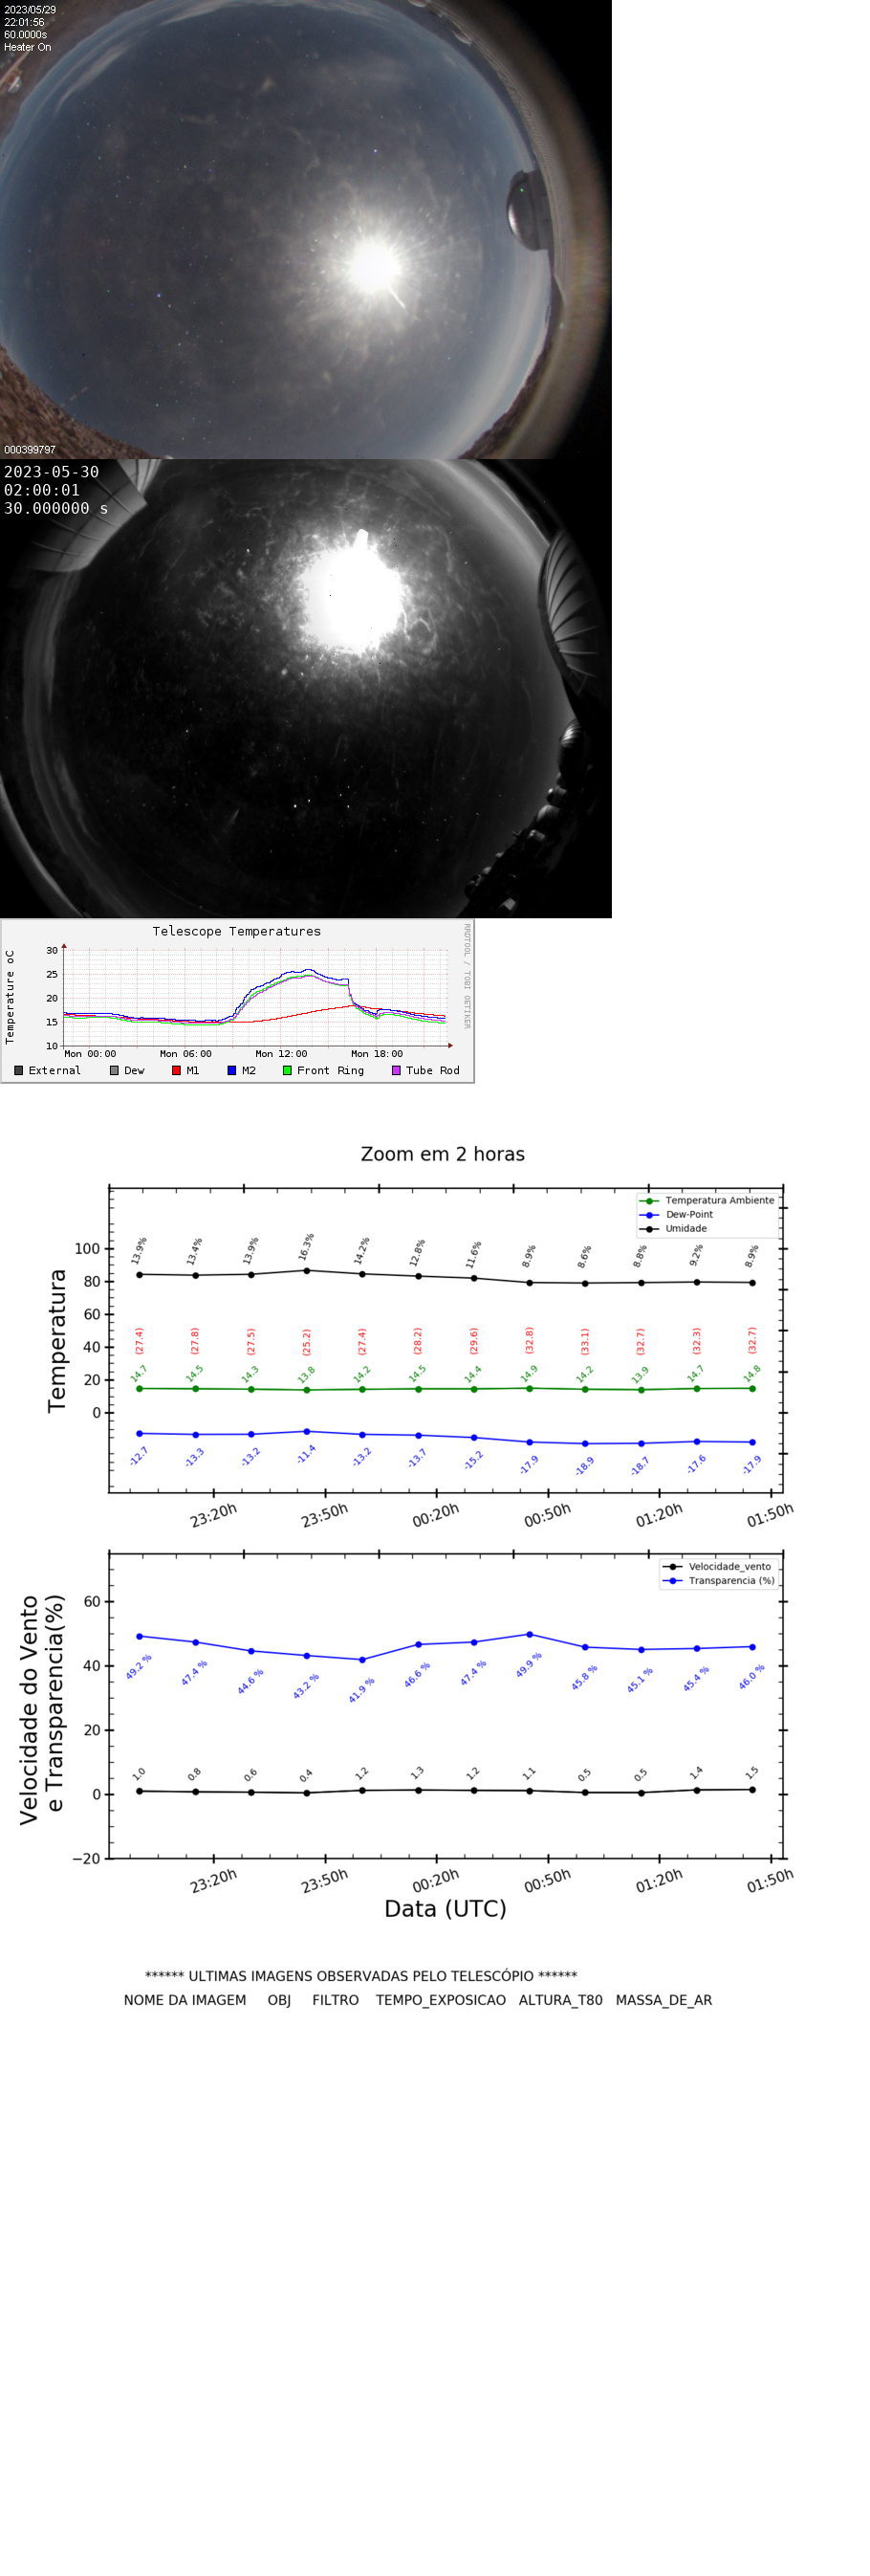 2023/05/29
22:01:56
60.0000s
Heater On
000399797
2023-05-30
02:00:01
30.000000 s
Telescope Temperatures
RRDTOOL / TOBI OETIKER
Temperature oC
30
25
20
15
10
Mon 00:00 Mon 06:00 Mon 12:00 Mon 18:00
External Dew M1 M2 Front Ring Tube Rod
Zoom em 2 horas
Temperatura Ambiente
Dew-Point
Umidade
Temperatura
100
80
60
40
20
0
13.9% 13.4% 13.9% 16.3% 14.2% 12.8% 11.6% 8.9% 8.6% 8.8% 9.2% 8.9%
(27.4) (27.8) (27.5) (25.2) (27.4) (28.2) (29.6) (32.8) (33.1) (32.7) (32.3) (32.7)
14.7 14.5 14.3 13.8 14.2 14.5 14.4 14.9 14.2 13.9 14.7 14.8
-12.7 -13.3 -13.2 -11.4 -13.2 -13.7 -15.2 -17.9 -18.9 -18.7 -17.6 -17.9
23:20h 23:50h 00:20h 00:50h 01:20h 01:50h
Velocidade_vento
Transparencia (%)
Velocidade do Vento
e Transparencia(%)
60
40
20
0
−20
49.2 % 47.4 % 44.6 % 43.2 % 41.9 % 46.6 % 47.4 % 49.9 % 45.8 % 45.1 % 45.4 % 46.0 %
1.0 0.8 0.6 0.4 1.2 1.3 1.2 1.1 0.5 0.5 1.4 1.5
23:20h 23:50h 00:20h 00:50h 01:20h 01:50h
Data (UTC)
****** ULTIMAS IMAGENS OBSERVADAS PELO TELESCÓPIO ******
NOME DA IMAGEM OBJ FILTRO TEMPO_EXPOSICAO ALTURA_T80 MASSA_DE_AR